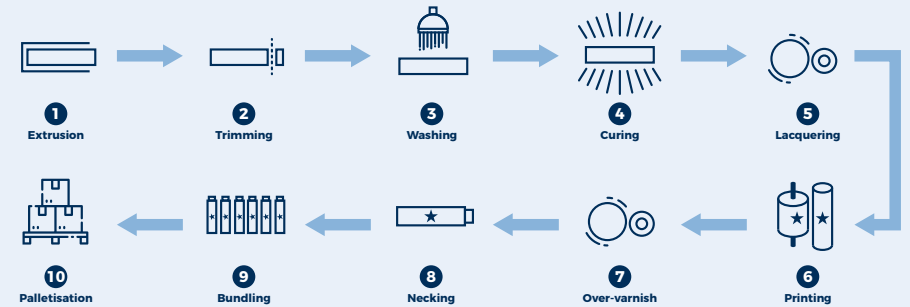 1
Extrusion
2
Trimming
3
Washing
4
Curing
5
Lacquering
6
Printing
7
Over-varnish
8
Necking
9
Bundling
10
Palletisation